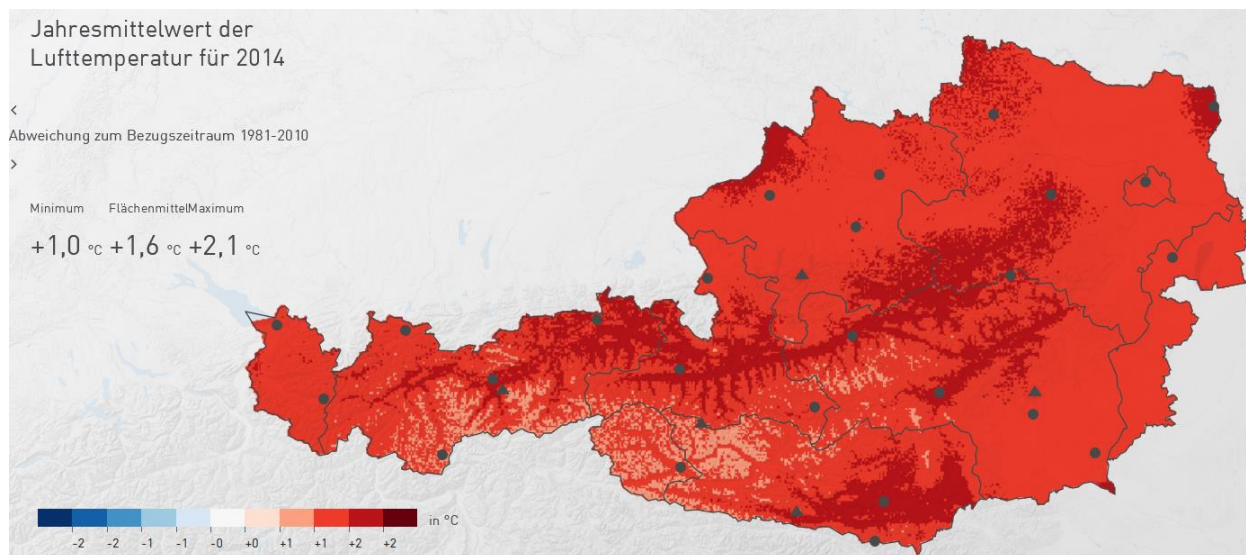 Jahresmittelwert der
Lufttemperatur für 2014
<
Abweichung zum Bezugszeitraum 1981-2010
>
Minimum FlächenmittelMaximum
+1,0 °C +1,6 °C +2,1 °C
in °C
-2 -2 -1 -1 -0 +0 +1 +1 +2 +2